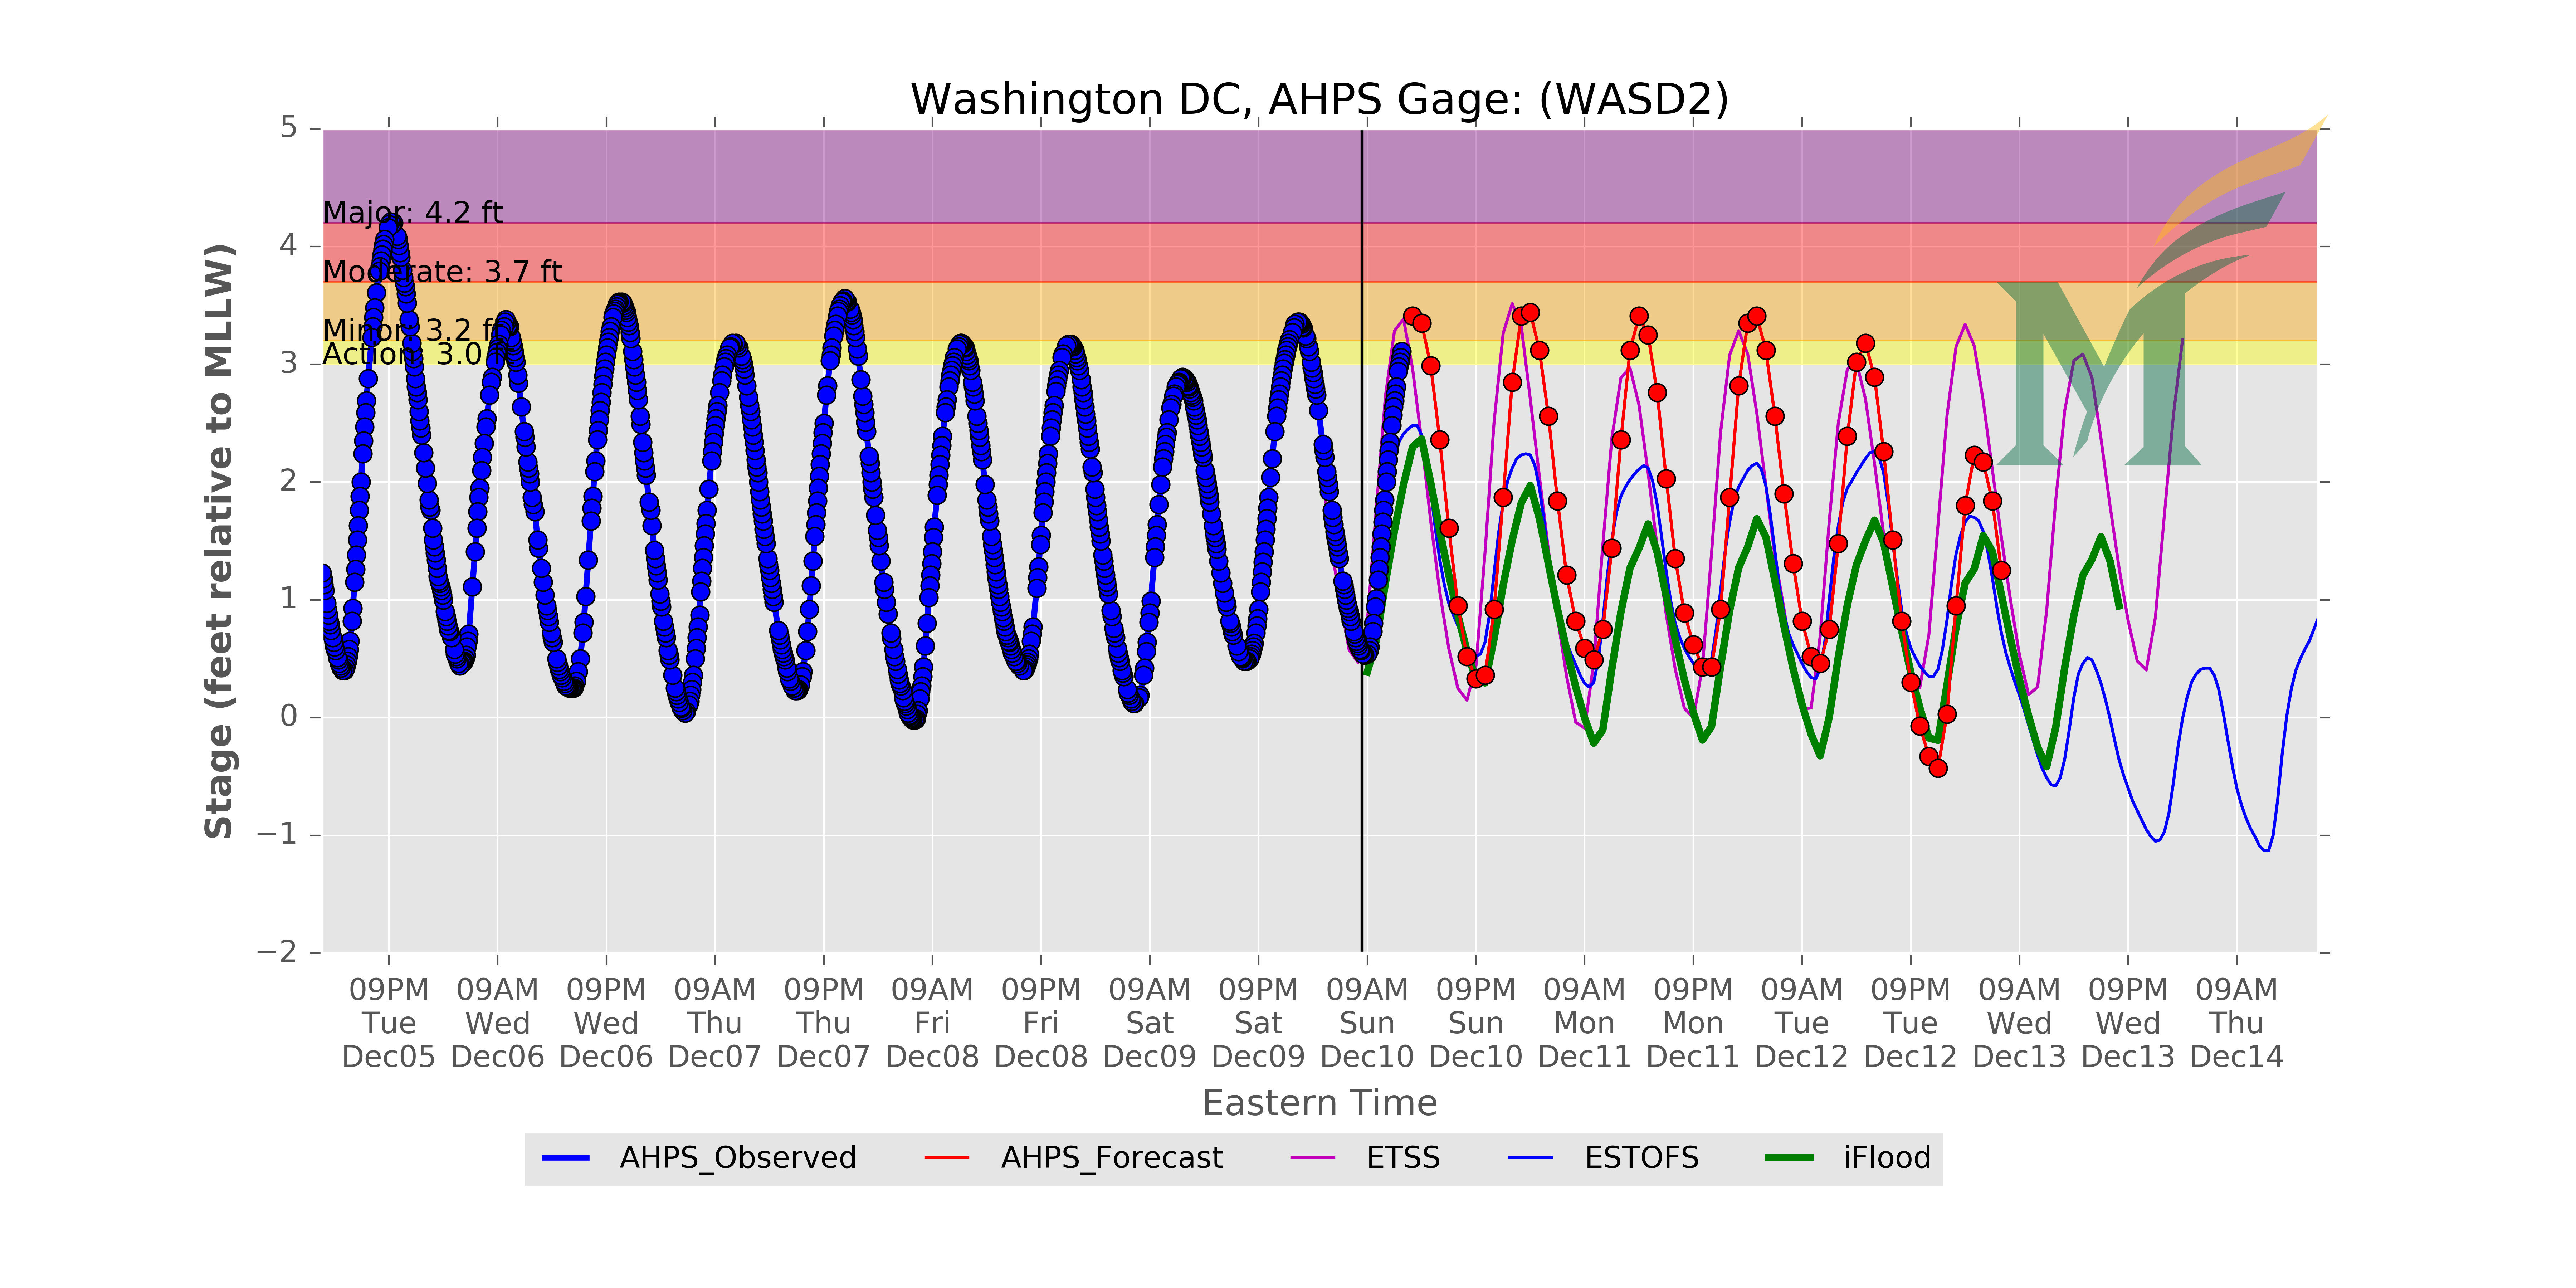 Washington DC, AHPS Gage: (WASD2)
Stage (feet relative to MLLW)
5
4
3
2
1
0
−1
−2
Major: 4.2 ft
Moderate: 3.7 ft
Minor: 3.2 ft
Action: 3.0
09PM 09AM 09PM 09AM 09PM 09AM 09PM 09AM 09PM 09AM 09PM 09AM 09PM 09AM 09PM 09AM 09PM 09AM
Tue Wed Wed Thu Thu Fri Fri Sat Sat Sun Sun Mon Mon Tue Tue Wed Wed Thu
Dec05 Dec06 Dec06 Dec07 Dec07 Dec08 Dec08 Dec09 Dec09 Dec10 Dec10 Dec11 Dec11 Dec12 Dec12 Dec13 Dec13 Dec14
Eastern Time
AHPS_Observed AHPS_Forecast ETSS ESTOFS iFlood